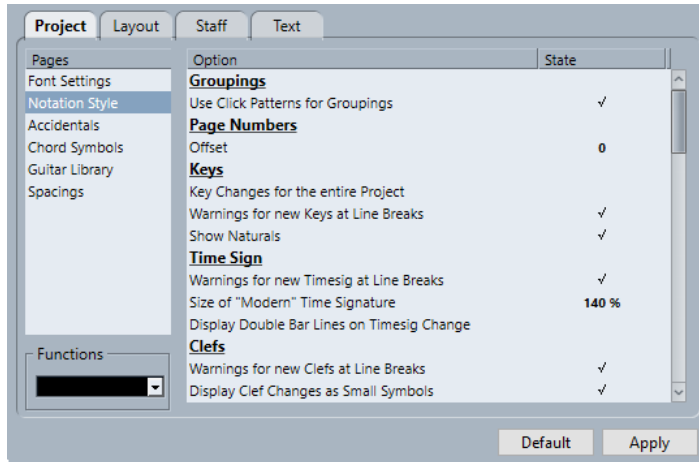 Project Layout Staff Text
Pages Option State
Font Settings Groupings
Notation Style Use Click Patterns for Groupings ✓
Accidentals Page Numbers
Chord Symbols Offset 0
Guitar Library Keys
Spacings Key Changes for the entire Project
Warnings for new Keys at Line Breaks ✓
Show Naturals ✓
Time Sign
Warnings for new Timesig at Line Breaks ✓
Size of "Modern" Time Signature 140 %
Display Double Bar Lines on Timesig Change
Functions Clefs
Warnings for new Clefs at Line Breaks ✓
Display Clef Changes as Small Symbols ✓
Default Apply